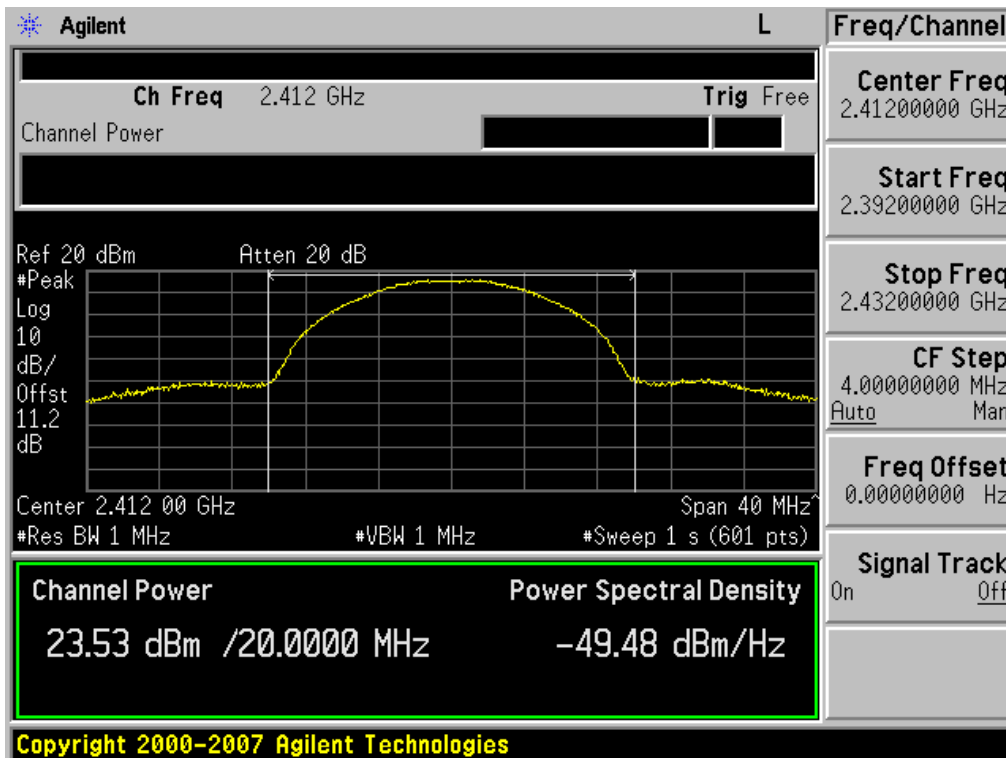 Agilent L Freq/Channel
Ch Freq 2.412 GHz Trig Free
Channel Power
Center Freq
2.41200000 GHz
Start Freq
2.39200000 GHz
Stop Freq
2.43200000 GHz
CF Step
4.00000000 MHz
Auto Man
Freq Offset
0.00000000 Hz
Signal Track
On Off
Ref 20 dBm Atten 20 dB
#Peak
Log
10
dB/
Offst
11.2
dB
Center 2.412 00 GHz Span 40 MHz^
#Res BW 1 MHz #VBW 1 MHz #Sweep 1 s (601 pts)
Channel Power Power Spectral Density
23.53 dBm /20.0000 MHz -49.48 dBm/Hz
Copyright 2000-2007 Agilent Technologies